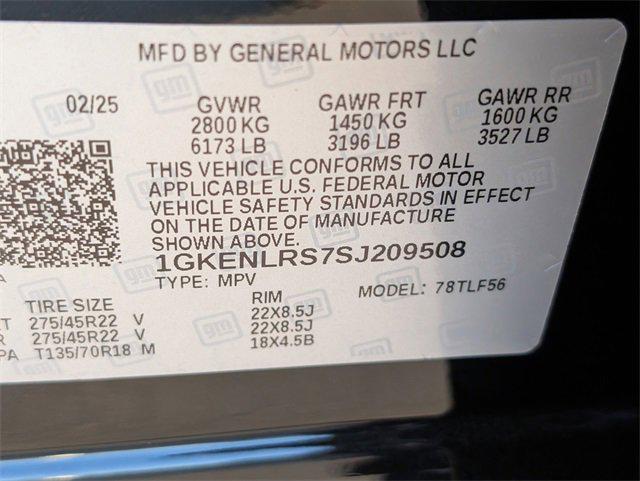 MFD BY GENERAL MOTORS LLC
02/25 GVWR GAWR FRT GAWR RR
2800 KG 1450 KG 1600 KG
6173 LB 3196 LB 3527 LB
THIS VEHICLE CONFORMS TO ALL
APPLICABLE U.S. FEDERAL MOTOR
VEHICLE SAFETY STANDARDS IN EFFECT
ON THE DATE OF MANUFACTURE
SHOWN ABOVE.
1GKENLRS7SJ209508
TYPE: MPV MODEL: 78TLF56
TIRE SIZE RIM
275/45R22 V 22X8.5J
275/45R22 V 22X8.5J
T135/70R18 M 18X4.5B
gm